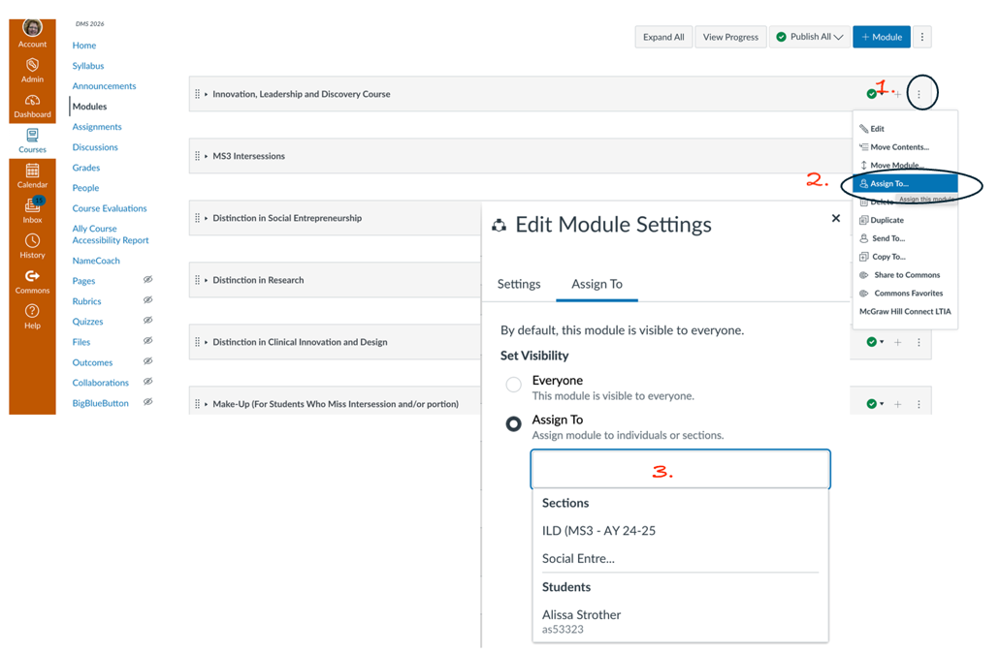 DMS 2026
Account
Admin
Dashboard
Courses
Calendar
15
Inbox
History
Commons
Help
Home
Syllabus
Announcements
Modules
Assignments
Discussions
Grades
People
Course Evaluations
Ally Course
Accessibility Report
NameCoach
Pages
Rubrics
Quizzes
Files
Outcomes
Collaborations
BigBlueButton
Expand All View Progress Publish All + Module
Innovation, Leadership and Discovery Course
1.
MS3 Intersessions
Distinction in Social Entrepreneurship
Distinction in Research
Distinction in Clinical Innovation and Design
Make-Up (For Students Who Miss Intersession and/or portion)
Edit
Move Contents...
Move Module...
2.
Assign To...
Assign this module
Delete
Duplicate
Send To...
Copy To...
Share to Commons
Commons Favorites
McGraw Hill Connect LTIA
Edit Module Settings
Settings Assign To
By default, this module is visible to everyone.
Set Visibility
Everyone
This module is visible to everyone.
Assign To
Assign module to individuals or sections.
3.
Sections
ILD (MS3 - AY 24-25
Social Entre...
Students
Alissa Strother
as53323